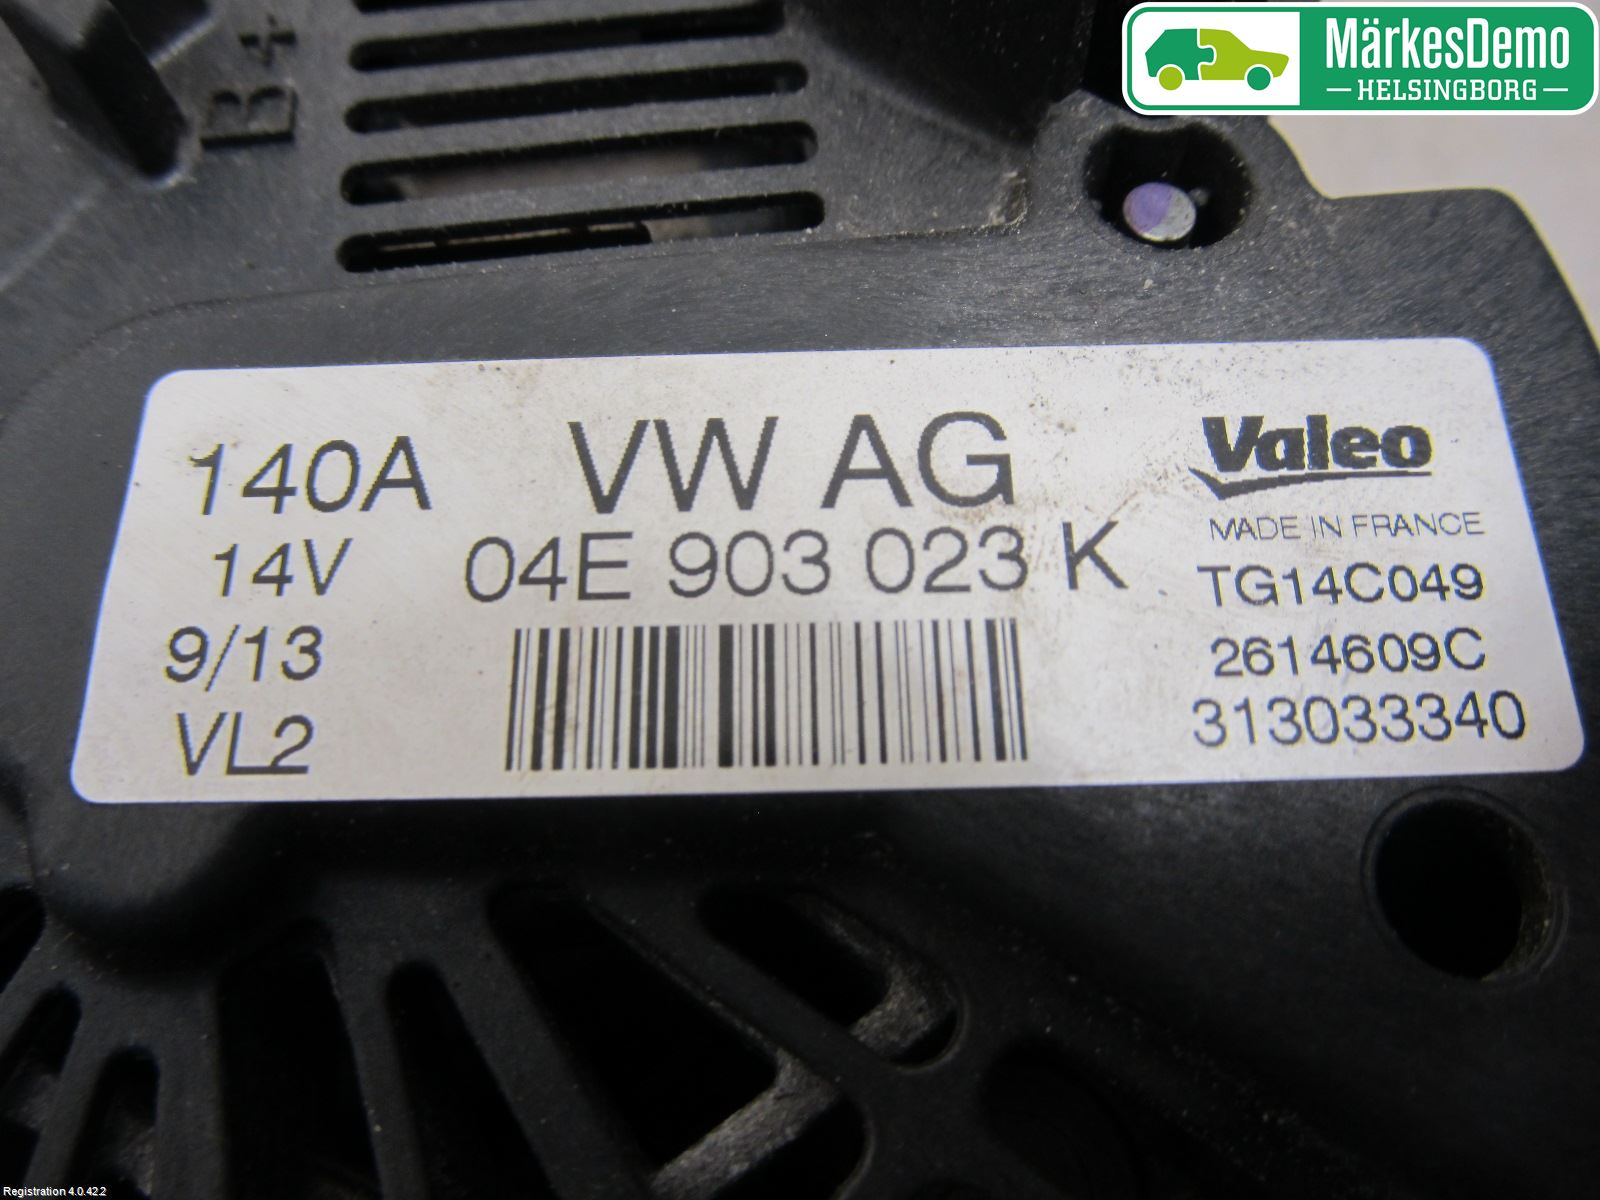 B+
MärkesDemo
HELSINGBORG
140A
14V
9/13
VL2
VW AG
04E 903 023 K
Valeo
MADE IN FRANCE
TG14C049
2614609C
313033340
Registration 4.0.42.2